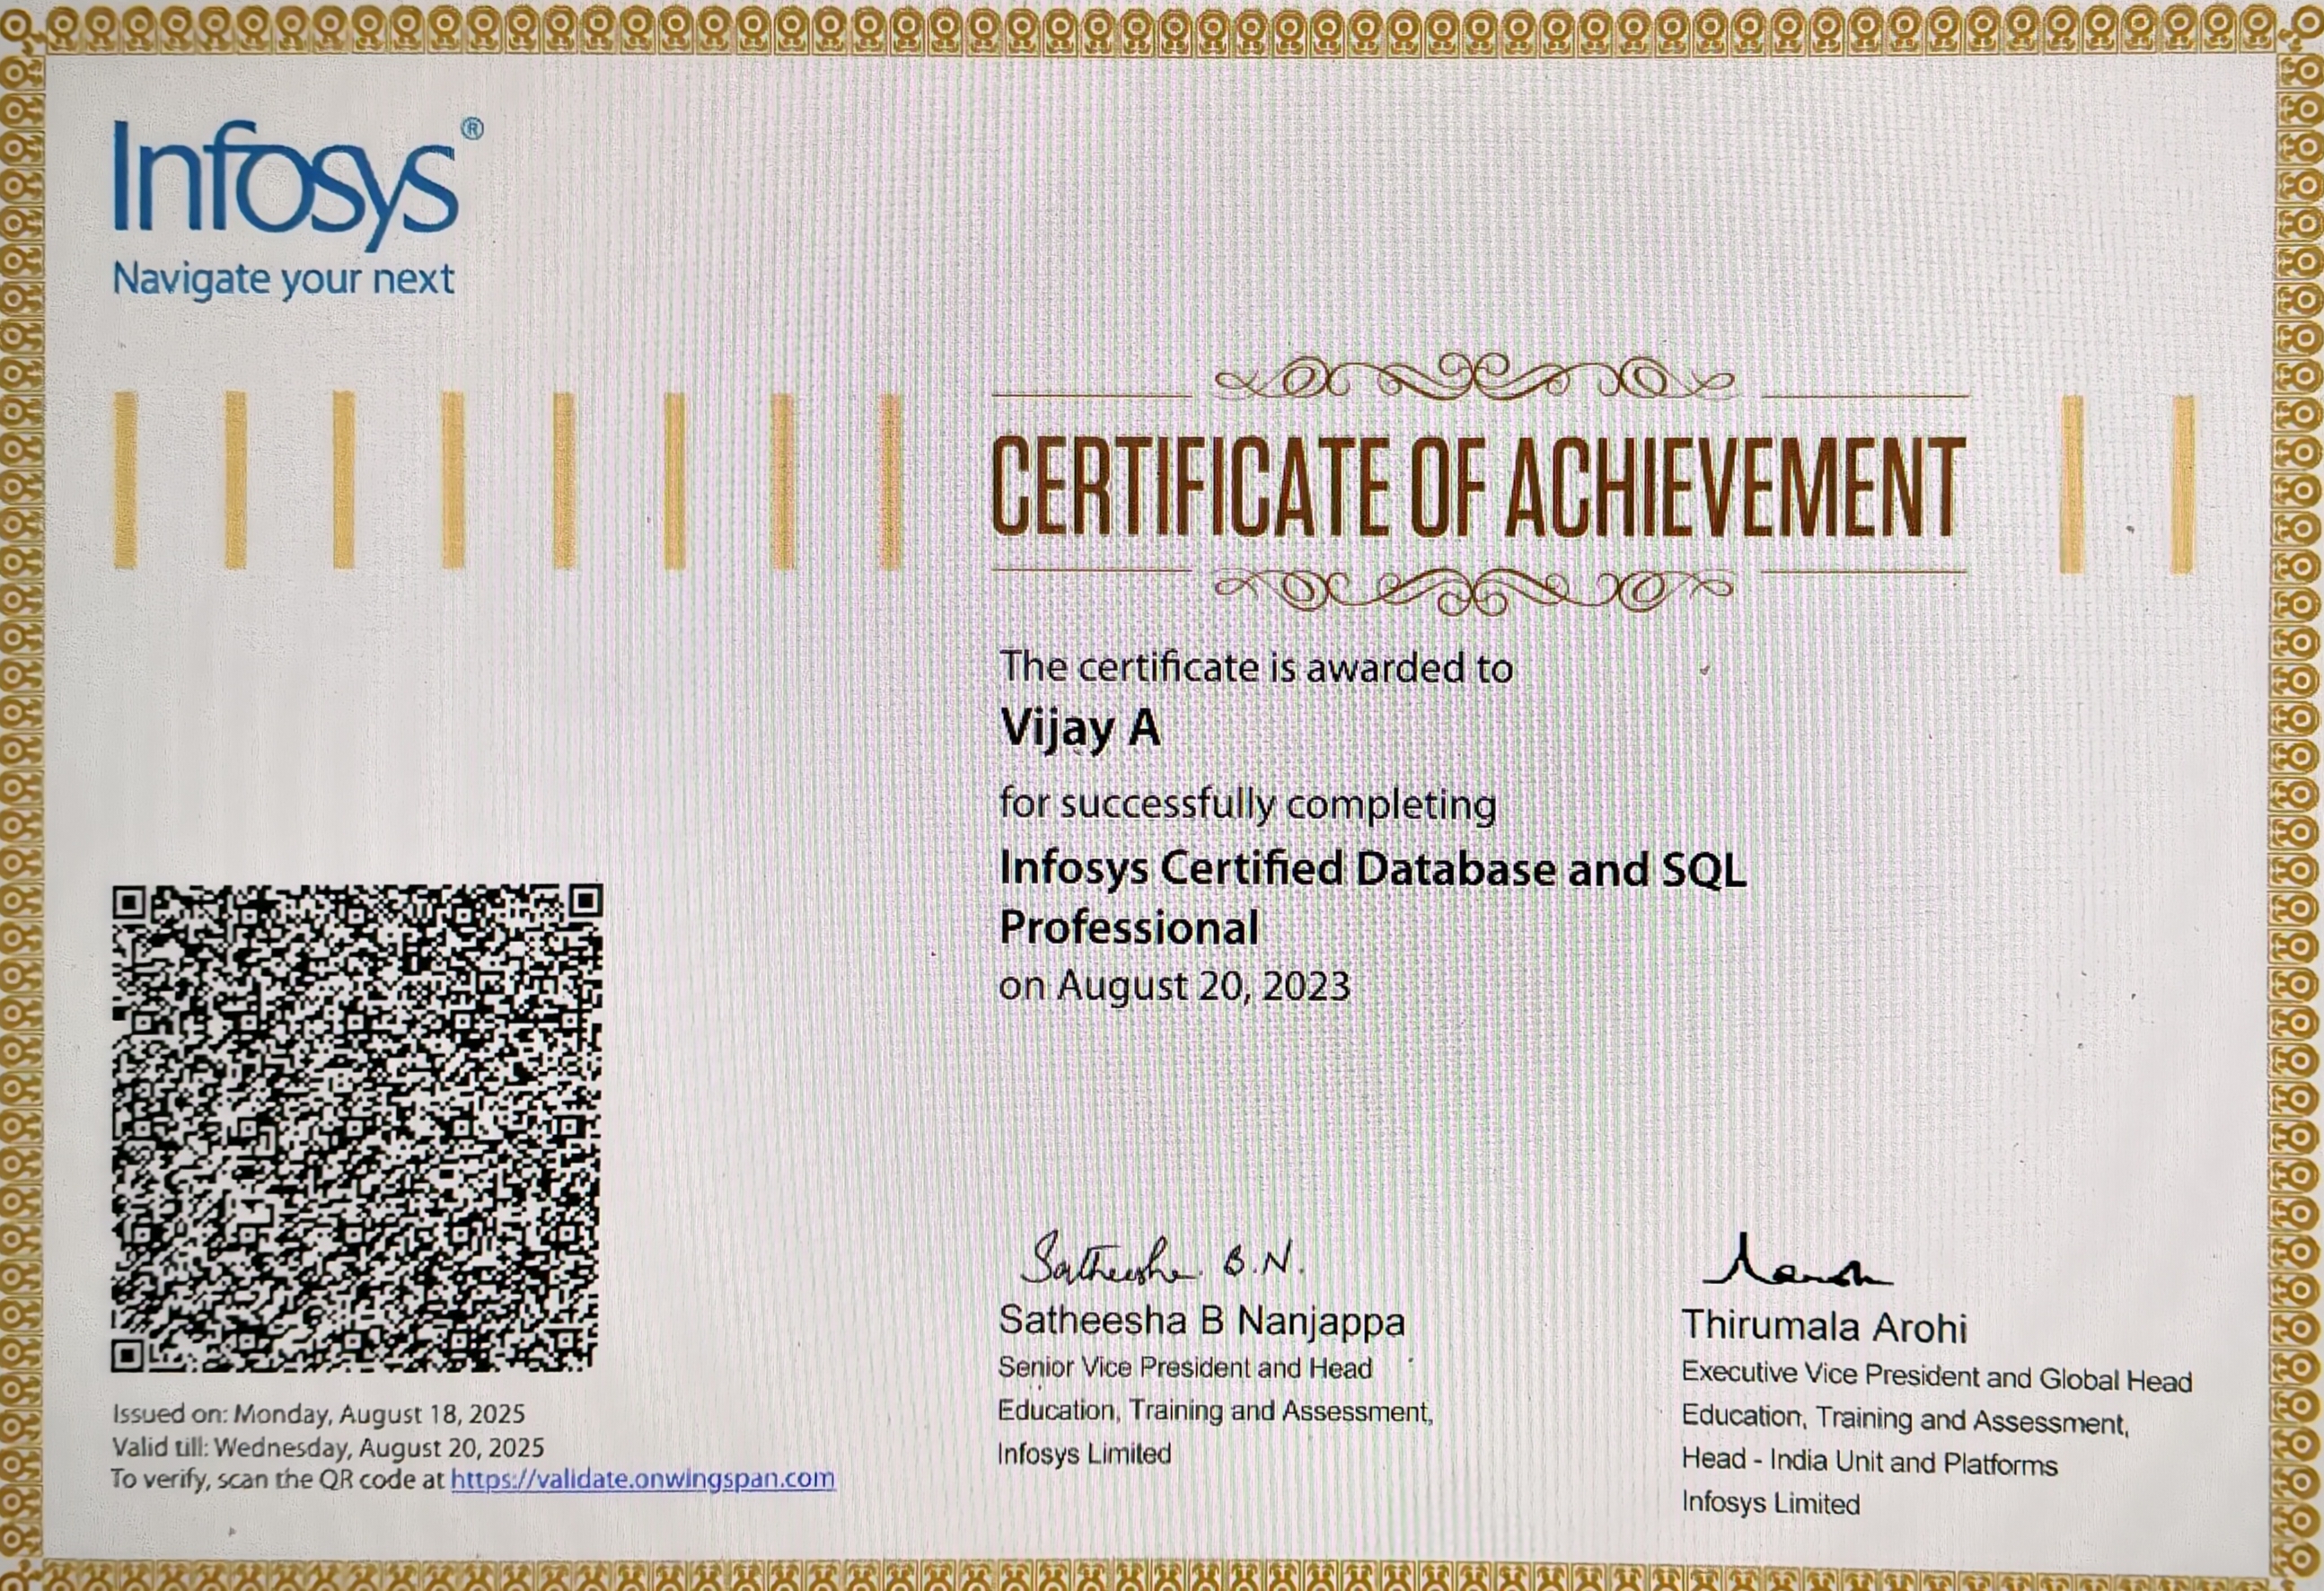 Infosys®
Navigate your next
CERTIFICATE OF ACHIEVEMENT
The certificate is awarded to
Vijay A
for successfully completing
Infosys Certified Database and SQL
Professional
on August 20, 2023
Satheesha B.N.
Satheesha B Nanjappa
Senior Vice President and Head
Education, Training and Assessment,
Infosys Limited
Thirumala Arohi
Executive Vice President and Global Head
Education, Training and Assessment,
Head - India Unit and Platforms
Infosys Limited
Issued on: Monday, August 18, 2025
Valid till: Wednesday, August 20, 2025
To verify, scan the QR code at https://validate.onwingspan.com